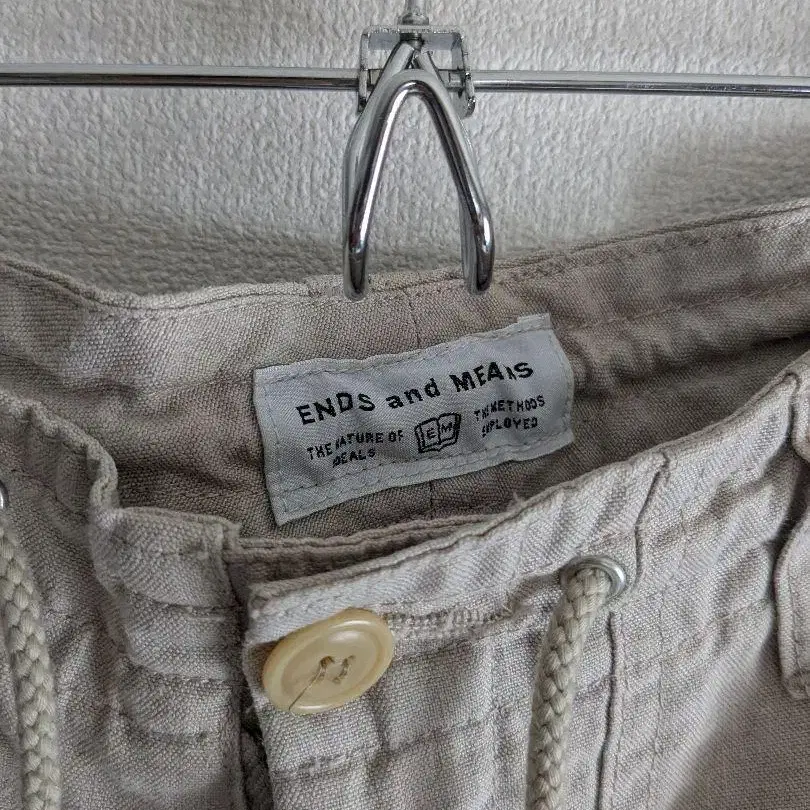 ENDS and MEANS
THE NATURE OF IDEALS
EM
THE METHODS EMPLOYED